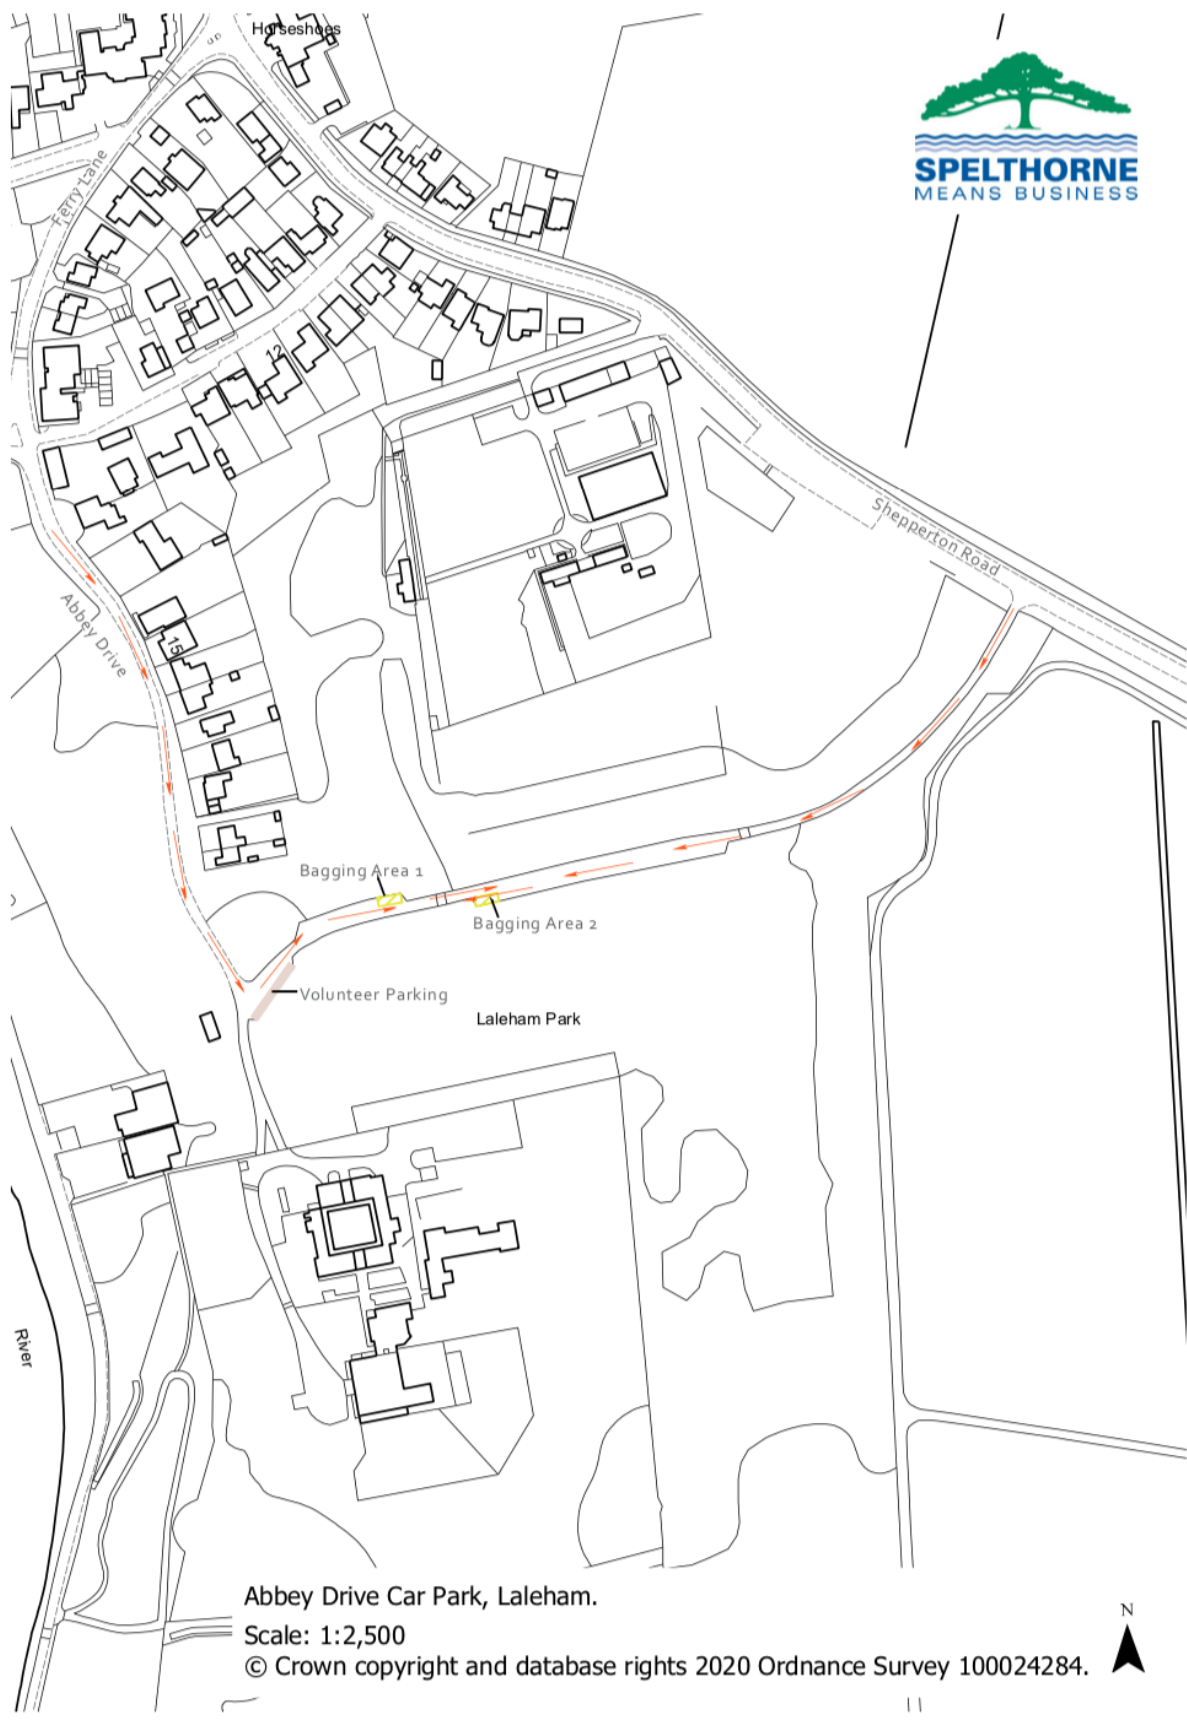 Horseshoes
SPELTHORNE
MEANS BUSINESS
Ferry Lane
12
Shepperton Road
Abbey Drive
15
Bagging Area 1
Bagging Area 2
Volunteer Parking
Laleham Park
River
Abbey Drive Car Park, Laleham.
Scale: 1:2,500
© Crown copyright and database rights 2020 Ordnance Survey 100024284.
N